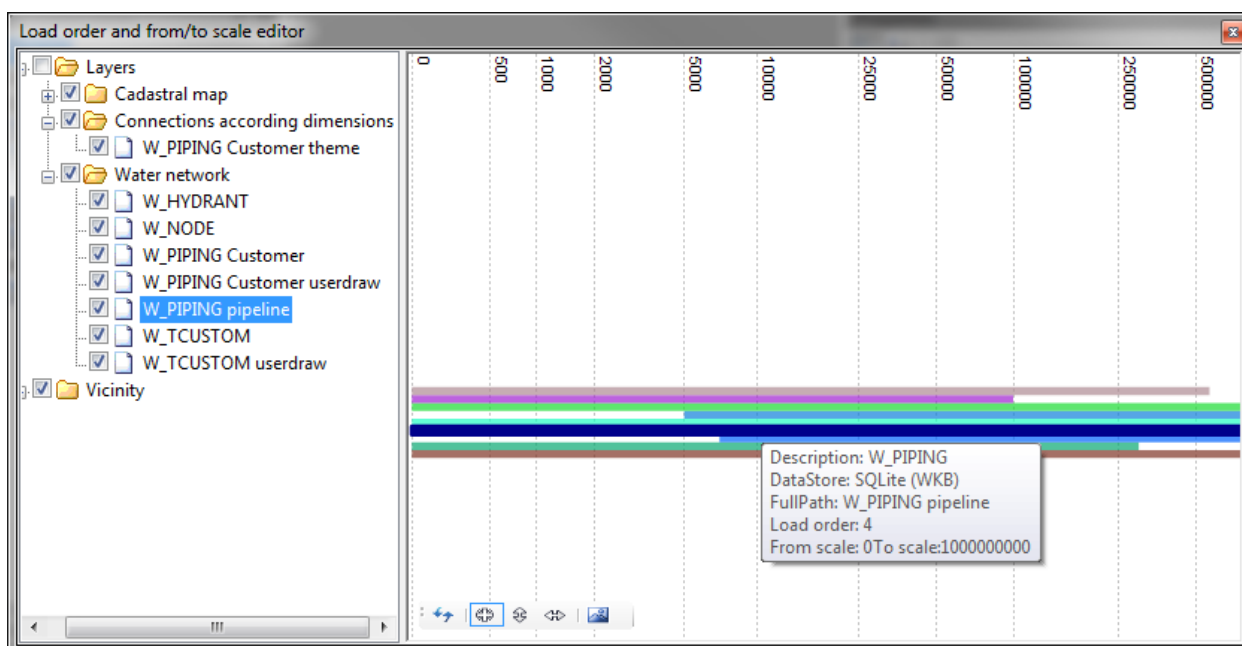 Load order and from/to scale editor
Layers
Cadastral map
Connections according dimensions
W_PIPING Customer theme
Water network
W_HYDRANT
W_NODE
W_PIPING Customer
W_PIPING Customer userdraw
W_PIPING pipeline
W_TCUSTOM
W_TCUSTOM userdraw
Vicinity
0 500 1000 2000 5000 10000 25000 50000 100000 250000 500000
Description: W_PIPING
DataStore: SQLite (WKB)
FullPath: W_PIPING pipeline
Load order: 4
From scale: 0To scale:1000000000